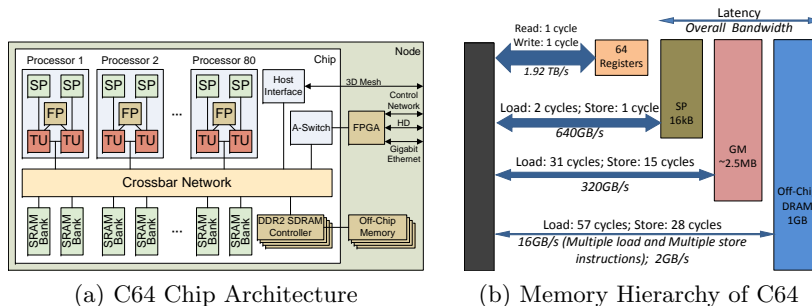 Node
Chip
Processor 1
Processor 2
Processor 80
SP SP SP SP SP SP
FP FP FP
TU TU TU TU TU TU
...
Host
Interface
3D Mesh
A-Switch
FPGA
Control
Network
HD
Gigabit
Ethernet
Crossbar Network
SRAM
Bank
SRAM
Bank
SRAM
Bank
SRAM
Bank
...
SRAM
Bank
SRAM
Bank
DDR2 SDRAM
Controller
Off-Chip
Memory
(a) C64 Chip Architecture
Latency
Overall Bandwidth
Read: 1 cycle
Write: 1 cycle
1.92 TB/s
64
Registers
Load: 2 cycles; Store: 1 cycle
640GB/s
SP
16kB
Load: 31 cycles; Store: 15 cycles
320GB/s
GM
~2.5MB
Load: 57 cycles; Store: 28 cycles
16GB/s (Multiple load and Multiple store
instructions); 2GB/s
Off-Chi
DRAM
1GB
(b) Memory Hierarchy of C64